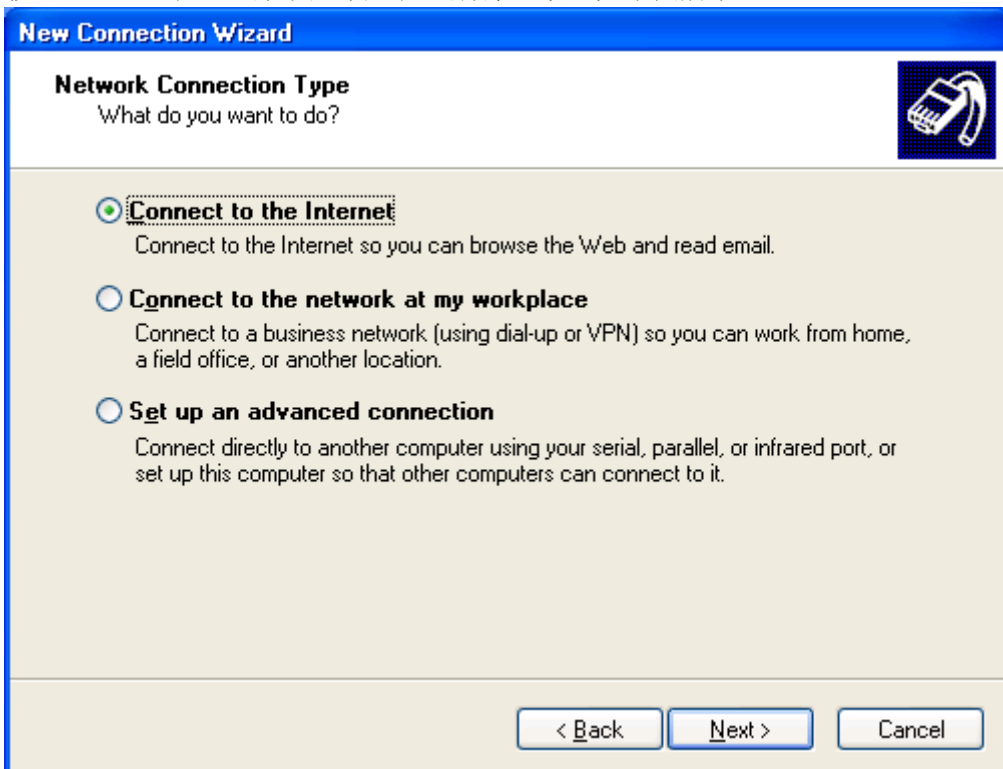 New Connection Wizard
Network Connection Type
What do you want to do?
Connect to the Internet
Connect to the Internet so you can browse the Web and read email.
Connect to the network at my workplace
Connect to a business network (using dial-up or VPN) so you can work from home,
a field office, or another location.
Set up an advanced connection
Connect directly to another computer using your serial, parallel, or infrared port, or
set up this computer so that other computers can connect to it.
< Back Next > Cancel